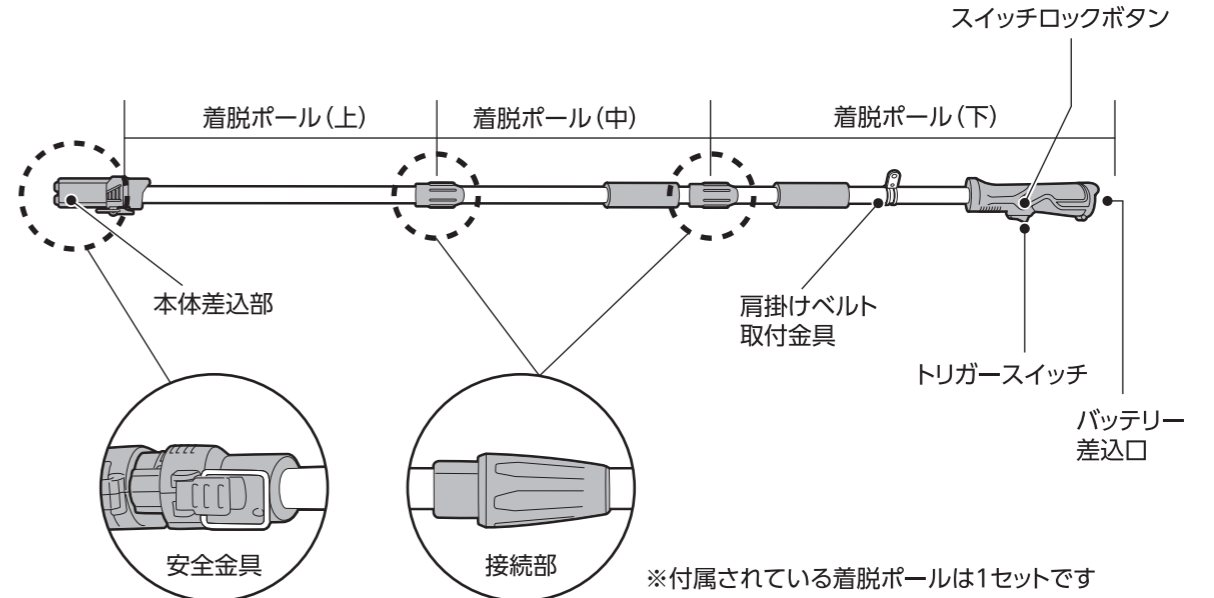 スイッチロックボタン
着脱ポール（上）
着脱ポール（中）
着脱ポール（下）
本体差込部
肩掛けベルト
取付金具
トリガースイッチ
バッテリー
差込口
安全金具
接続部
※付属されている着脱ポールは1セットです